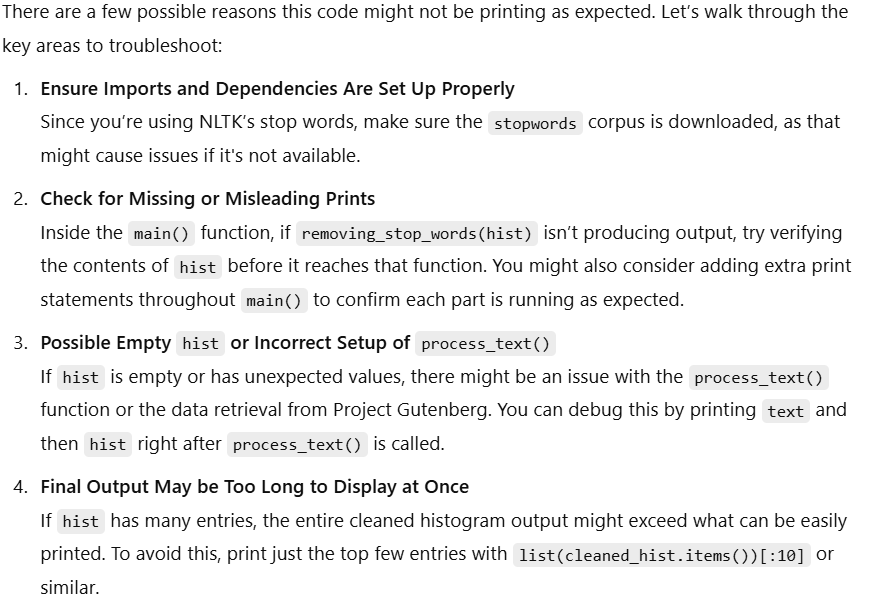 There are a few possible reasons this code might not be printing as expected. Let’s walk through the
key areas to troubleshoot:
1. Ensure Imports and Dependencies Are Set Up Properly
Since you’re using NLTK’s stop words, make sure the stopwords corpus is downloaded, as that
might cause issues if it's not available.
2. Check for Missing or Misleading Prints
Inside the main() function, if removing_stop_words(hist) isn’t producing output, try verifying
the contents of hist before it reaches that function. You might also consider adding extra print
statements throughout main() to confirm each part is running as expected.
3. Possible Empty hist or Incorrect Setup of process_text()
If hist is empty or has unexpected values, there might be an issue with the process_text()
function or the data retrieval from Project Gutenberg. You can debug this by printing text and
then hist right after process_text() is called.
4. Final Output May be Too Long to Display at Once
If hist has many entries, the entire cleaned histogram output might exceed what can be easily
printed. To avoid this, print just the top few entries with list(cleaned_hist.items())[:10] or
similar.